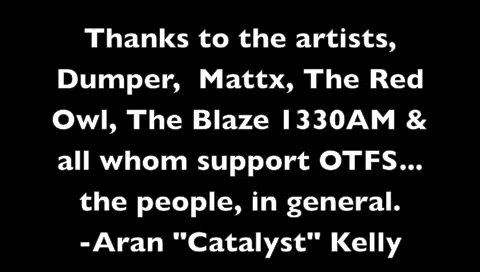 Thanks to the artists,
Dumper,  Mattx, The Red
Owl, The Blaze 1330AM &
all whom support OTFS...
the people, in general.
-Aran "Catalyst" Kelly